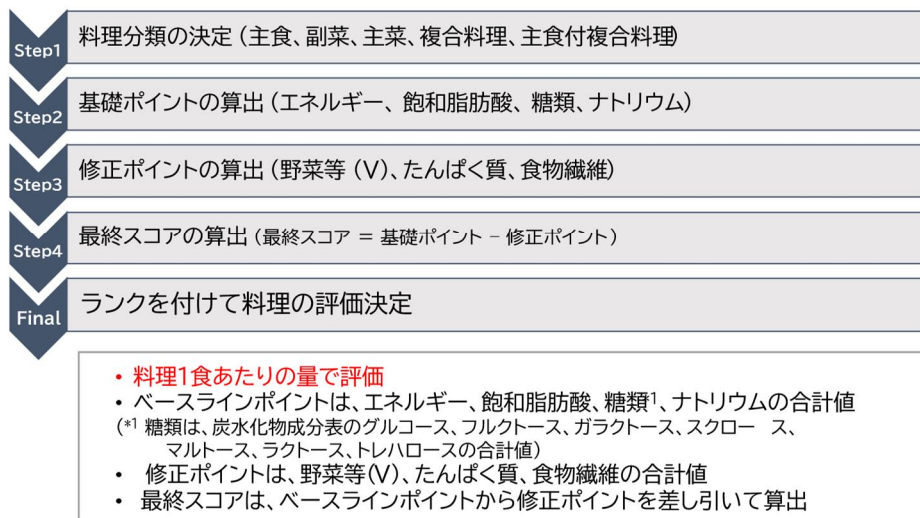 Step1
料理分類の決定（主食、副菜、主菜、複合料理、主食付複合料理）
Step2
基礎ポイントの算出（エネルギー、飽和脂肪酸、糖類、ナトリウム）
Step3
修正ポイントの算出（野菜等（V）、たんぱく質、食物繊維）
Step4
最終スコアの算出（最終スコア ＝ 基礎ポイント − 修正ポイント）
Final
ランクを付けて料理の評価決定
• 料理1食あたりの量で評価
• ベースラインポイントは、エネルギー、飽和脂肪酸、糖類¹、ナトリウムの合計値
（*¹ 糖類は、炭水化物成分表のグルコース、フルクトース、ガラクトース、スクロー ス、
マルトース、ラクトース、トレハロースの合計値）
• 修正ポイントは、野菜等(V)、たんぱく質、食物繊維の合計値
• 最終スコアは、ベースラインポイントから修正ポイントを差し引いて算出